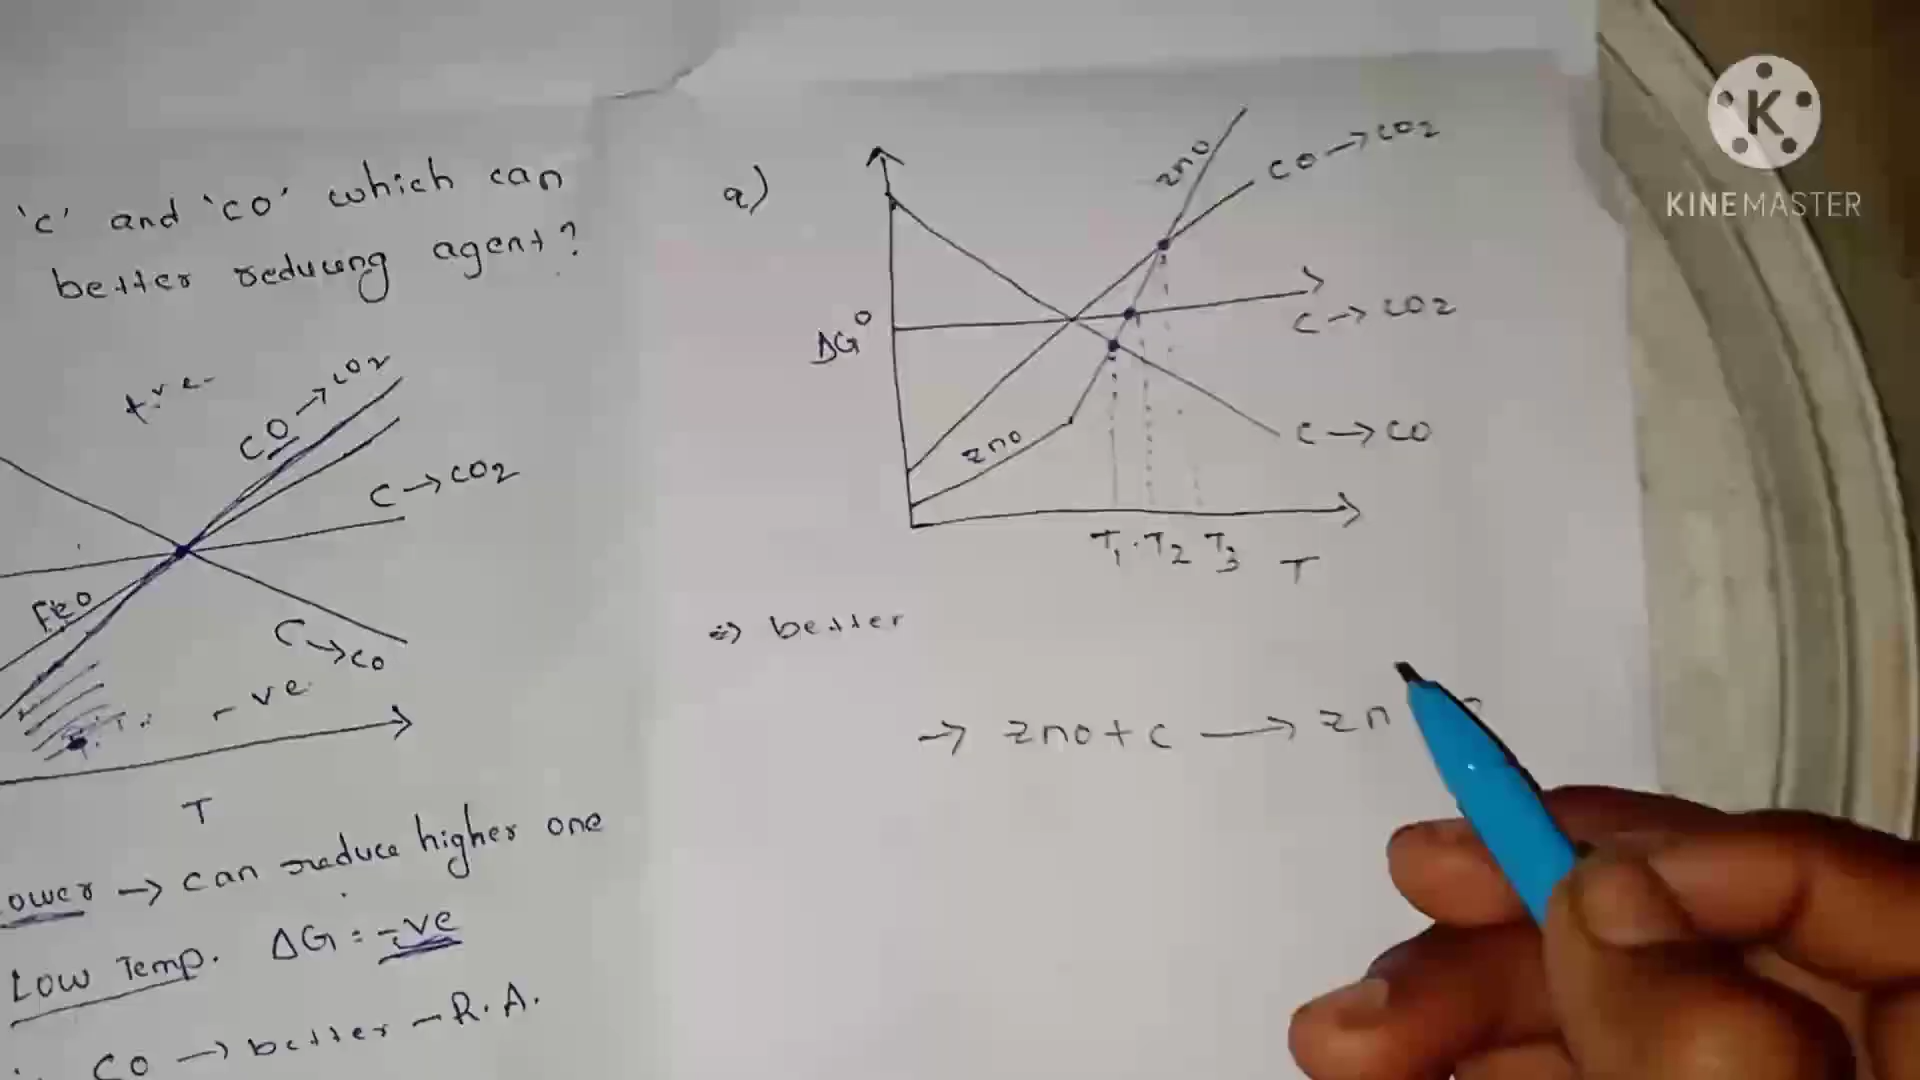 'C' and 'CO' which can
better reducing agent?
+ve
CO → CO2
C → CO2
FeO
C → CO
-ve
T
Lower → can reduce higher one
Low Temp. ΔG = -ve
CO → better - R.A.
a)
ZnO
CO → CO2
ΔG°
C → CO2
ZnO
C → CO
T1 T2 T3 T
⇒ better
→ ZnO + C → Zn
K
KINEMASTER